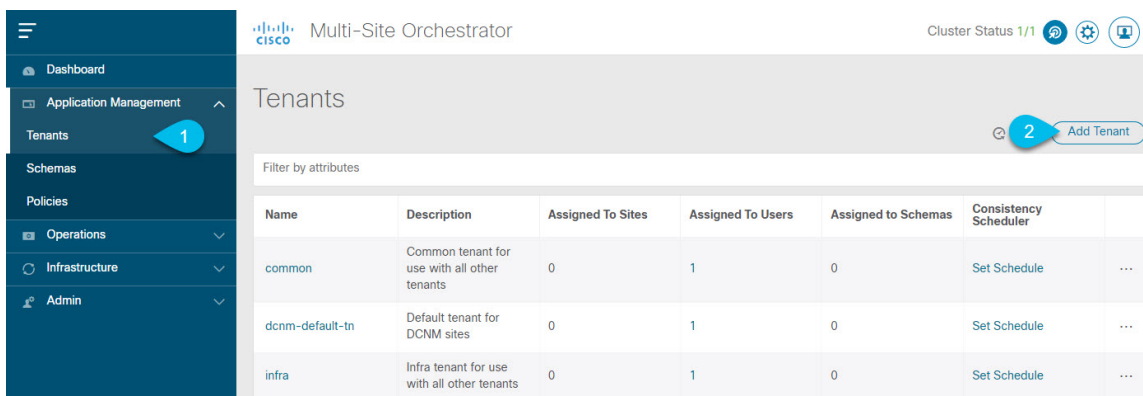 cisco Multi-Site Orchestrator
Cluster Status 1/1
Dashboard
Application Management
Tenants
1
Schemas
Policies
Operations
Infrastructure
Admin
Tenants
2
Add Tenant
Filter by attributes
Name Description Assigned To Sites Assigned To Users Assigned to Schemas Consistency Scheduler
common Common tenant for use with all other tenants 0 1 0 Set Schedule ...
dcnm-default-tn Default tenant for DCNM sites 0 1 0 Set Schedule ...
infra Infra tenant for use with all other tenants 0 1 0 Set Schedule ...